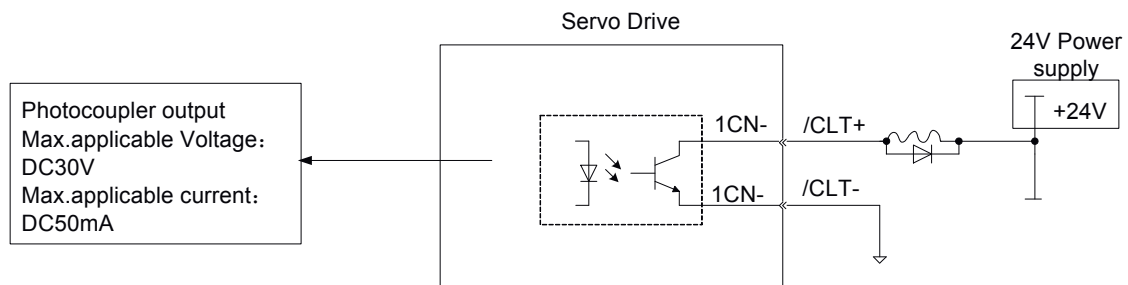 Servo Drive
24V Power
supply
+24V
Photocoupler output
Max.applicable Voltage：
DC30V
Max.applicable current：
DC50mA
1CN-
/CLT+
1CN-
/CLT-